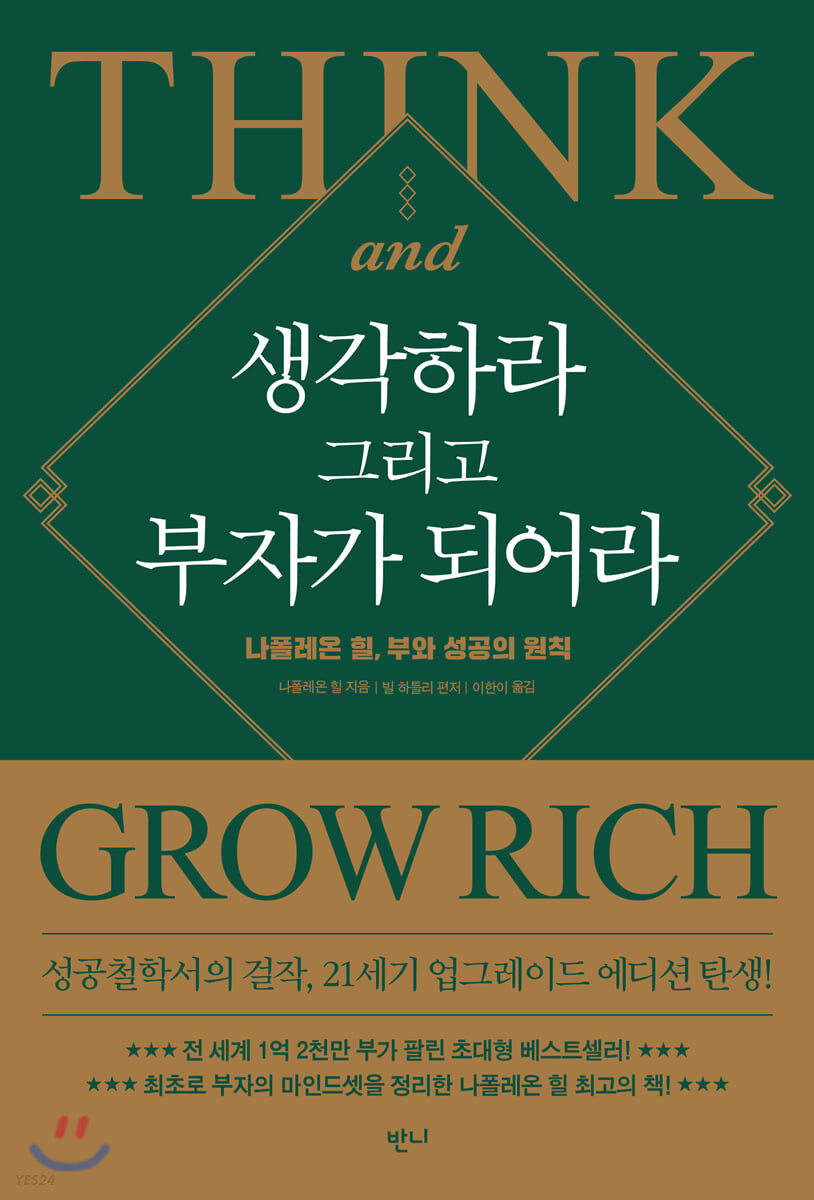 THINK
and
생각하라
그리고
부자가 되어라
나폴레온 힐, 부와 성공의 원칙
나폴레온 힐 지음 | 빌 하틀리 편저 | 이한이 옮김
GROW RICH
성공철학서의 걸작, 21세기 업그레이드 에디션 탄생!
★★★ 전 세계 1억 2천만 부가 팔린 초대형 베스트셀러! ★★★
★★★ 최초로 부자의 마인드셋을 정리한 나폴레온 힐 최고의 책! ★★★
반니
YES24